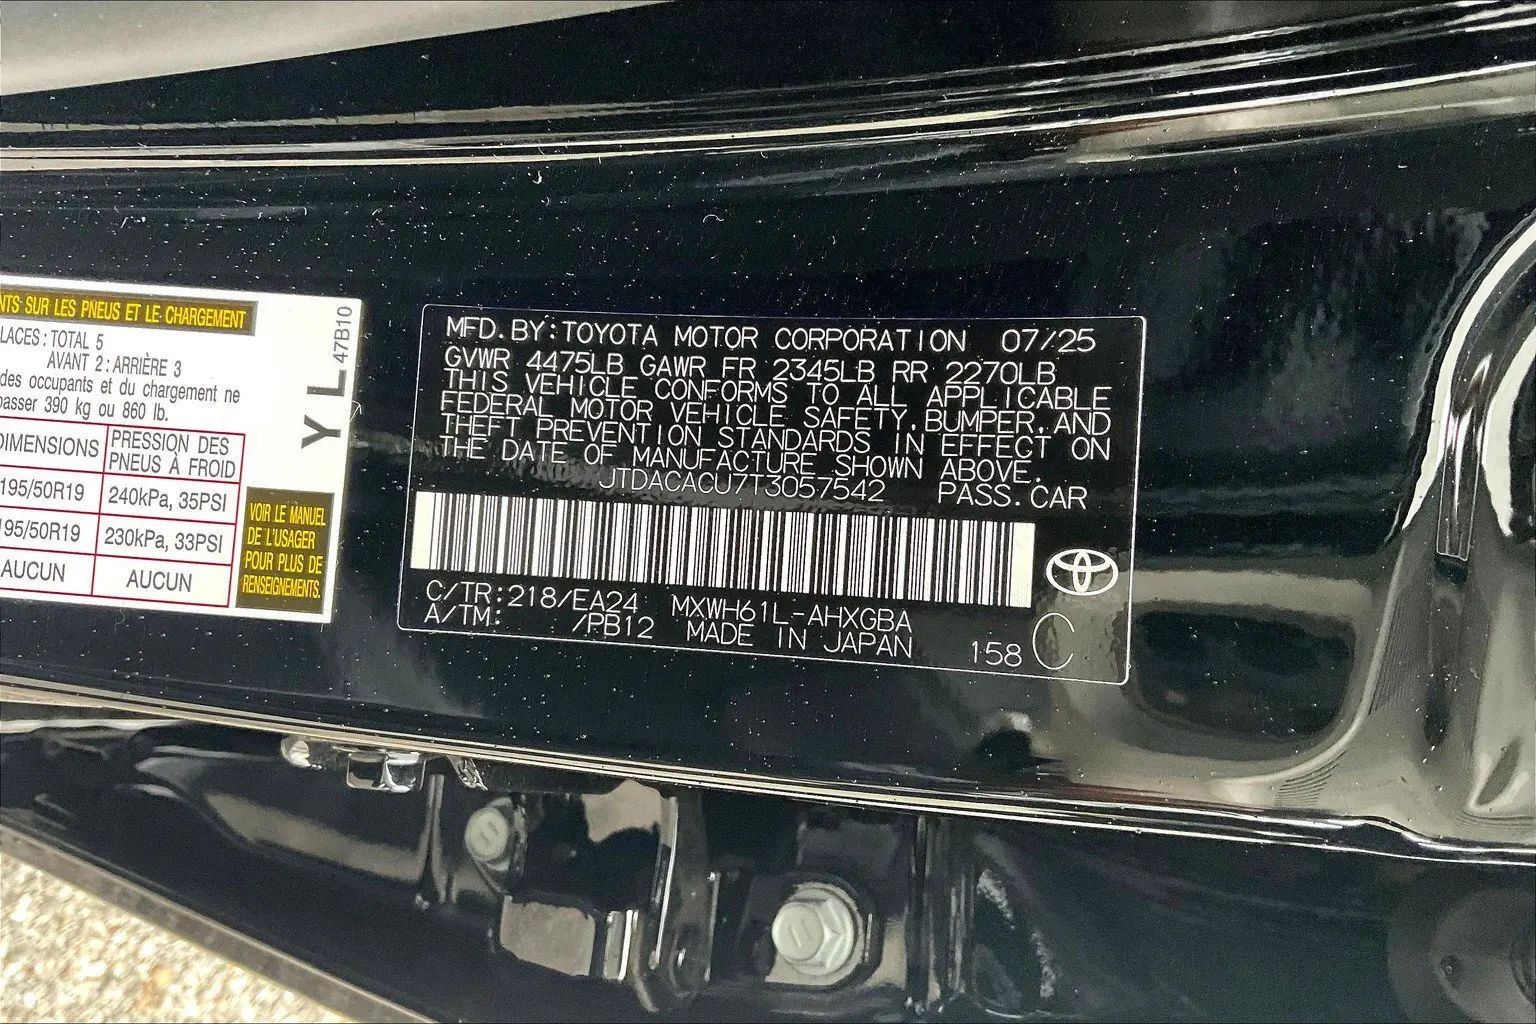 NTS SUR LES PNEUS ET LE CHARGEMENT
LACES: TOTAL 5
AVANT 2: ARRIÈRE 3
des occupants et du chargement ne
passer 390 kg ou 860 lb.
DIMENSIONS
PRESSION DES
PNEUS À FROID
195/50R19
240kPa, 35PSI
195/50R19
230kPa, 33PSI
AUCUN
AUCUN
47B10
YL
VOIR LE MANUEL
DE L'USAGER
POUR PLUS DE
RENSEIGNEMENTS.
MFD. BY: TOYOTA MOTOR CORPORATION 07/25
GVWR 4475LB GAWR FR 2345LB RR 2270LB
THIS VEHICLE CONFORMS TO ALL APPLICABLE
FEDERAL MOTOR VEHICLE SAFETY, BUMPER, AND
THEFT PREVENTION STANDARDS IN EFFECT ON
THE DATE OF MANUFACTURE SHOWN ABOVE.
JTDACACU7T3057542 PASS. CAR
C/TR: 218/EA24 MXWH61L-AHXGBA
A/TM: /PB12 MADE IN JAPAN
158 C